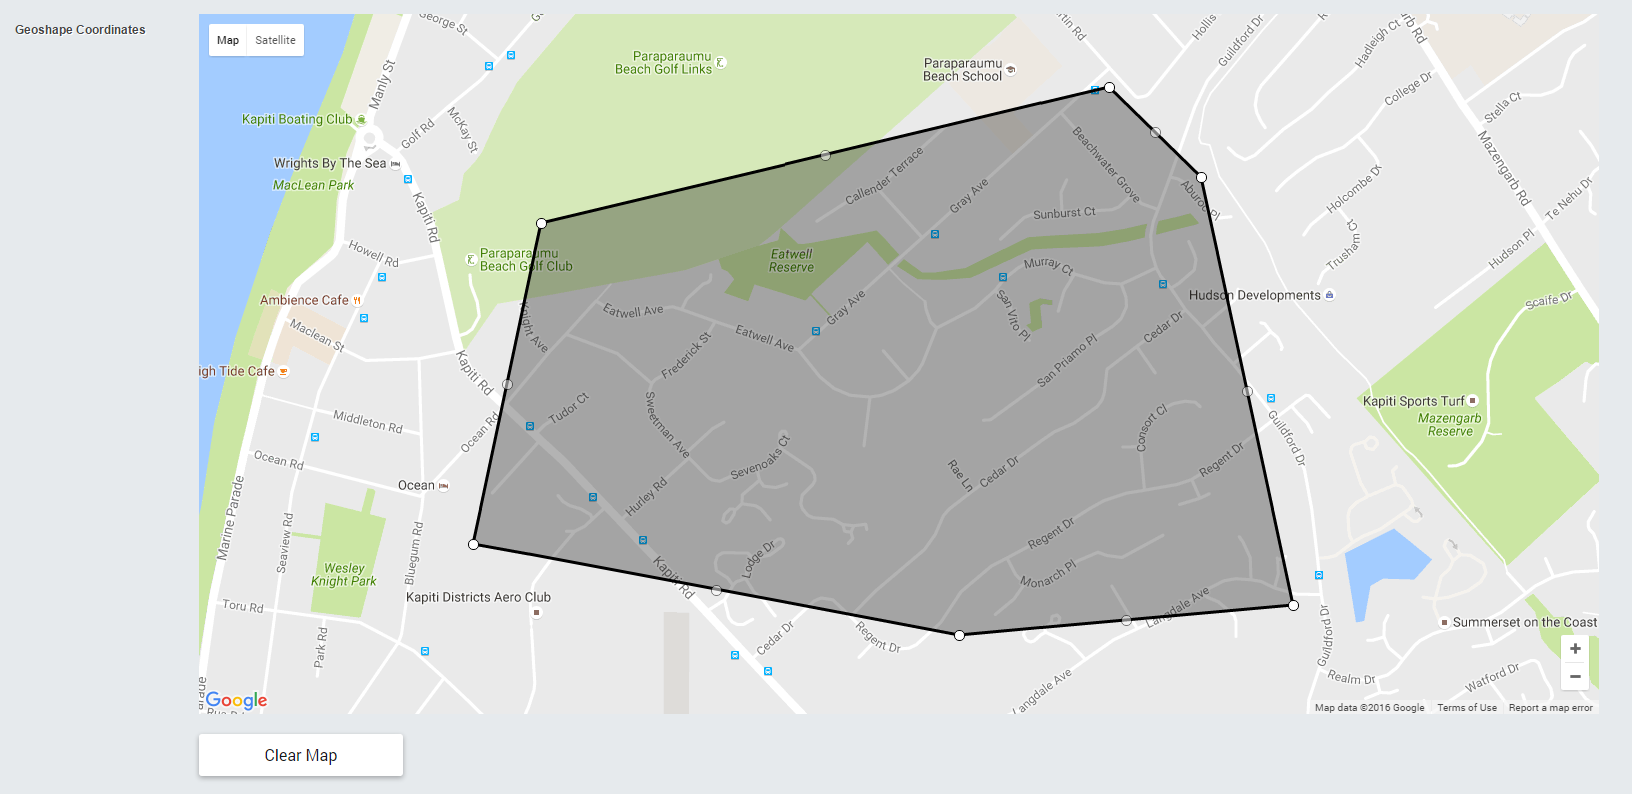 Geoshape Coordinates
Map
Satellite
George St
Manly St
McKay St
Golf Rd
Kapiti Boating Club
Wrights By The Sea
MacLean Park
Kapiti Rd
Howell Rd
Paraparaumu
Beach Golf Links
Paraparaumu
Beach School
Paraparaumu
Beach Golf Club
Callender Terrace
Gray Ave
Beachwater Grove
Sunburst Ct
Eatwell
Reserve
Murray Ct
San Vito Pl
Hollis
Guildford Dr
Hadleigh Ct
College Dr
Stella Ct
Mazengarb Rd
Holcombe Dr
Te Nehu Dr
Trusham Ct
Hudson Pl
Scaife Dr
Hudson Developments
Ambience Cafe
Maclean St
igh Tide Cafe
Knight Ave
Eatwell Ave
Eatwell Ave
Gray Ave
Frederick St
Cedar Dr
San Priamo Pl
Kapiti Rd
Tudor Ct
Sweetman Ave
Sevenoaks Ct
Hurley Rd
Rae Ln
Cedar Dr
Consort Cl
Regent Dr
Guildford Dr
Kapiti Sports Turf
Mazengarb
Reserve
Middleton Rd
Ocean Rd
Ocean Rd
Ocean
Marine Parade
Seaview Rd
Bluegum Rd
Wesley
Knight Park
Kapiti Districts Aero Club
Toru Rd
Park Rd
Kapiti Rd
Lodge Dr
Regent Dr
Monarch Pl
Langdale Ave
Cedar Dr
Regent Dr
Langdale Ave
Guildford Dr
Summerset on the Coast
Realm Dr
Watford Dr
arade
Google
Map data ©2016 Google
Terms of Use
Report a map error
Clear Map